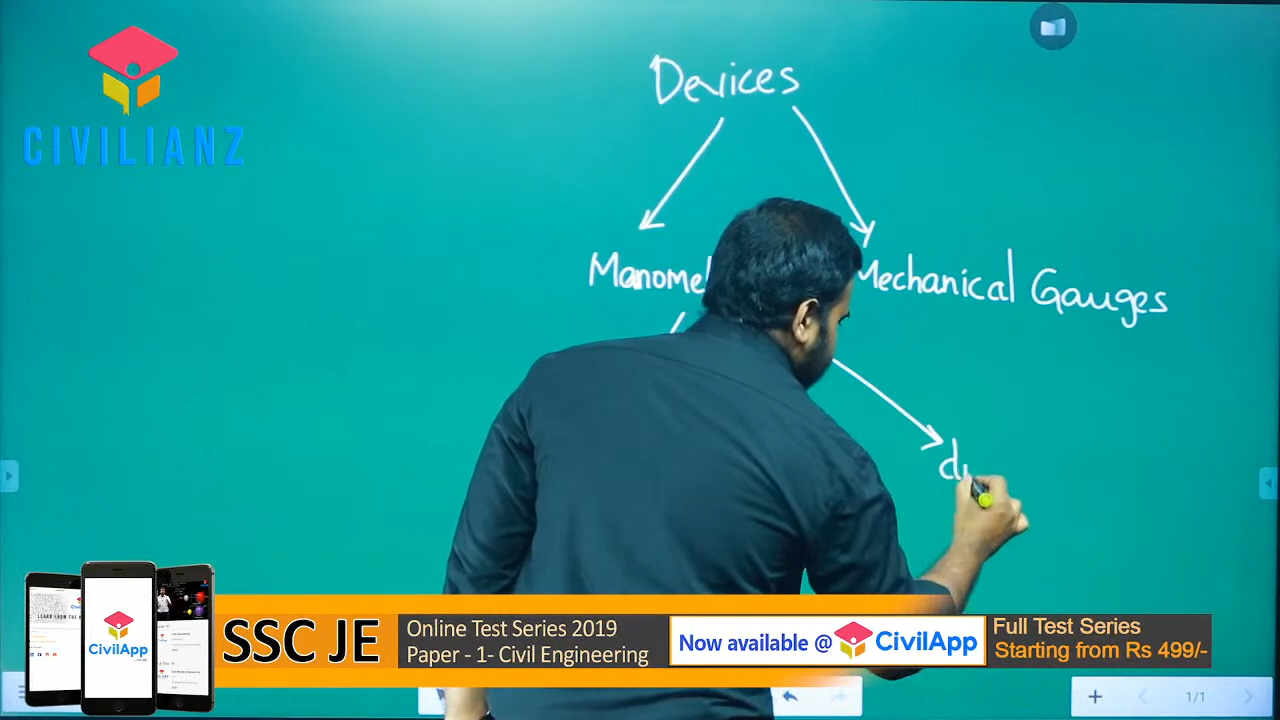 CIVILIANZ
Devices
Manome
Mechanical Gauges
d
SSC JE
Online Test Series 2019
Paper - 1- Civil Engineering
Now available @
CivilApp
Full Test Series
Starting from Rs 499/-
CivilApp
1/1